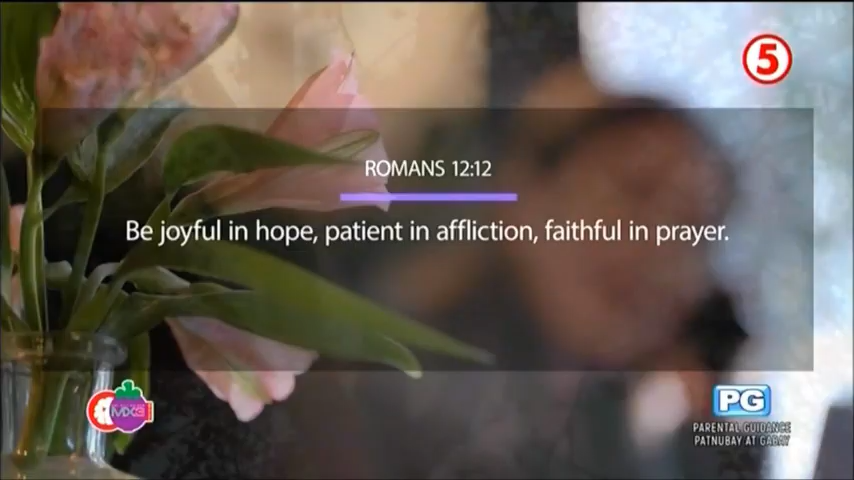 5
ROMANS 12:12
Be joyful in hope, patient in affliction, faithful in prayer.
MX3
PG
PARENTAL GUIDANCE
PATNUBAY AT GABAY